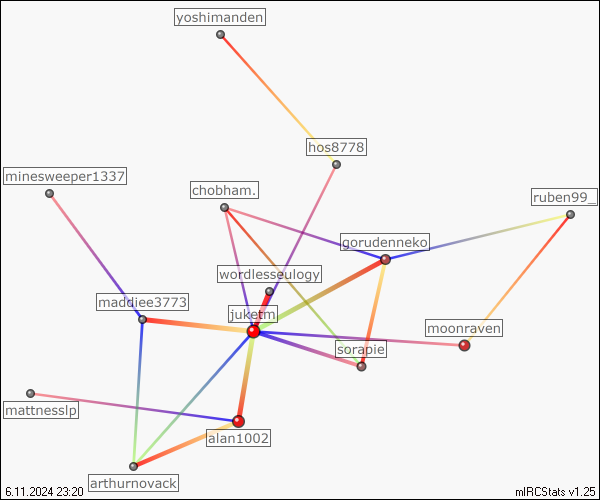 yoshimanden
hos8778
minesweeper1337
chobham.
ruben99_
gorudenneko
wordlesseulogy
maddiee3773
juketm
moonraven
sorapie
mattnesslp
alan1002
arthurnovack
6.11.2024 23:20
mIRCStats v1.25